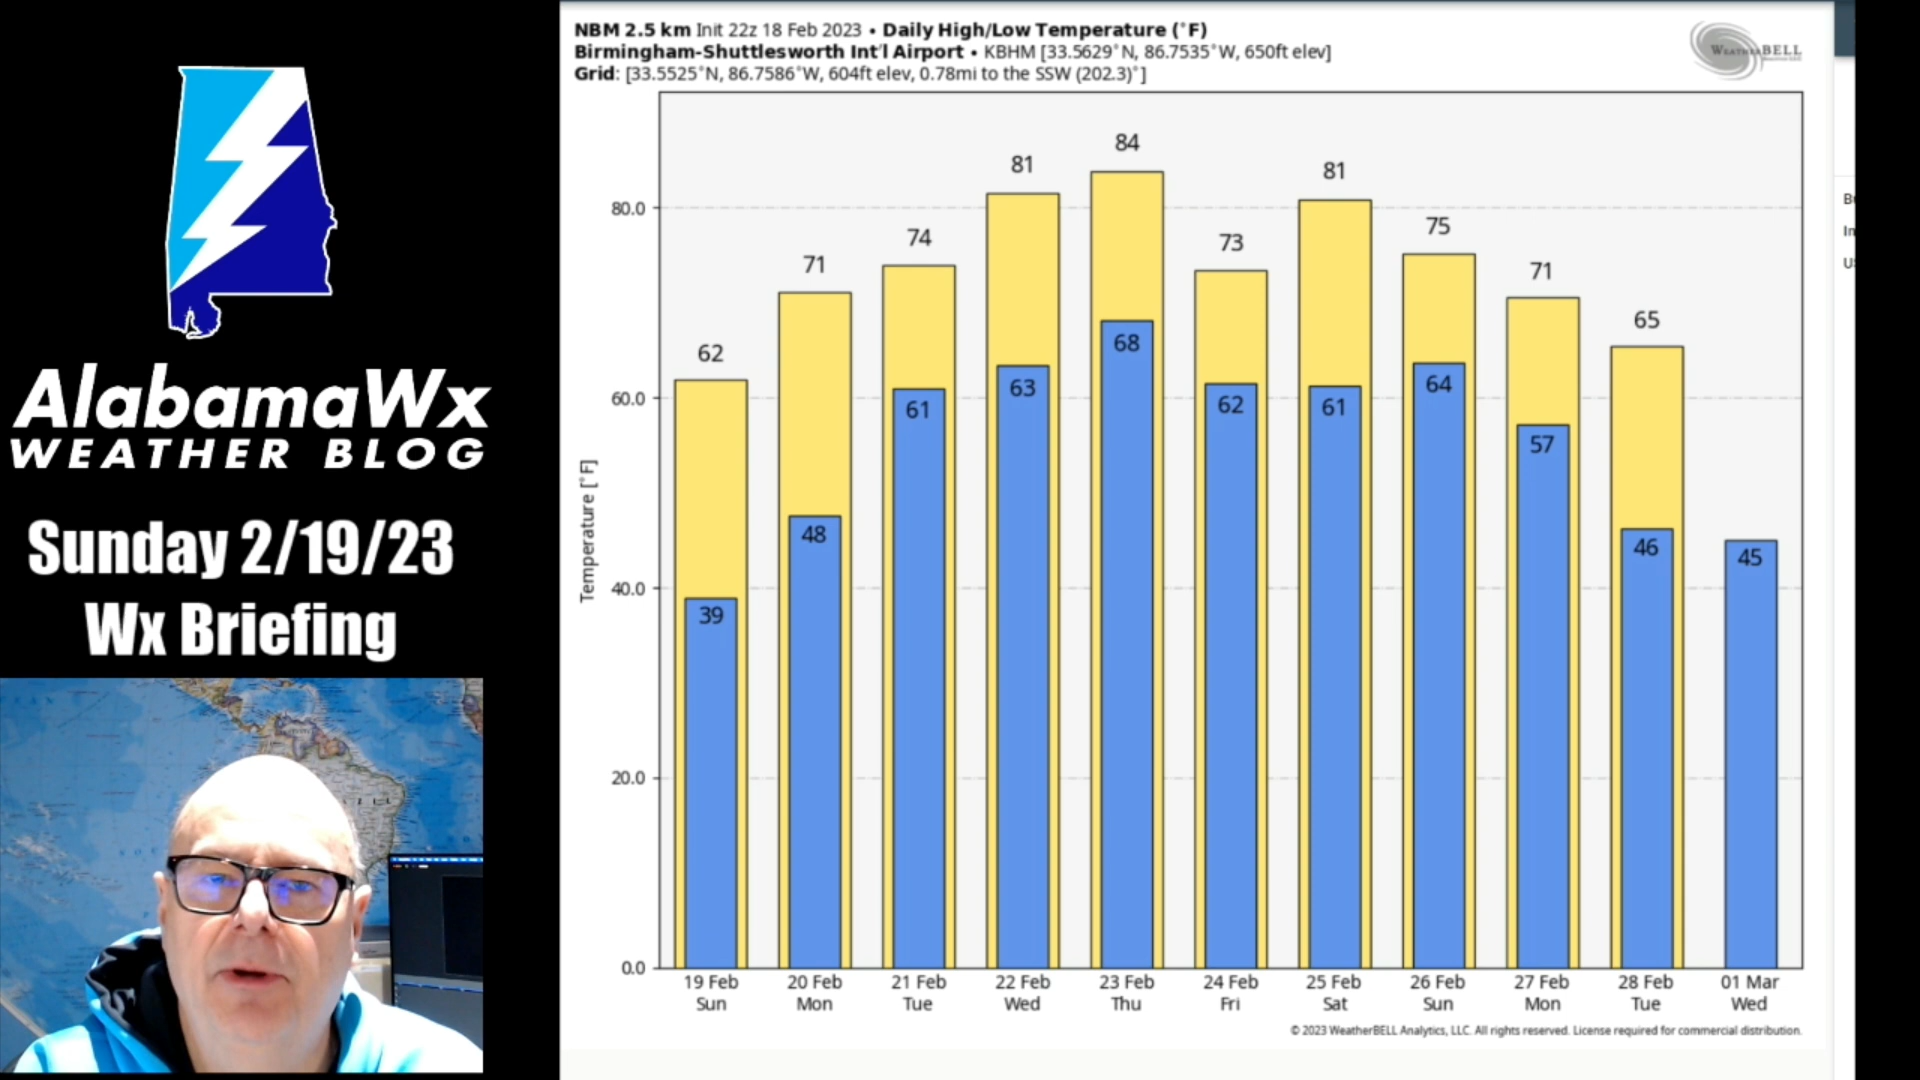 AlabamaWx
WEATHER BLOG
Sunday 2/19/23
Wx Briefing
NBM 2.5 km Init 22z 18 Feb 2023 • Daily High/Low Temperature (°F)
Birmingham-Shuttlesworth Int'l Airport • KBHM [33.5629°N, 86.7535°W, 650ft elev]
Grid: [33.5525°N, 86.7586°W, 604ft elev, 0.78mi to the SSW (202.3)°]
WEATHERBELL
Temperature [°F]
80.0
60.0
40.0
20.0
0.0
62
71
74
81
84
73
81
75
71
65
39
48
61
63
68
62
61
64
57
46
45
19 Feb
Sun
20 Feb
Mon
21 Feb
Tue
22 Feb
Wed
23 Feb
Thu
24 Feb
Fri
25 Feb
Sat
26 Feb
Sun
27 Feb
Mon
28 Feb
Tue
01 Mar
Wed
© 2023 WeatherBELL Analytics, LLC. All rights reserved. License required for commercial distribution.